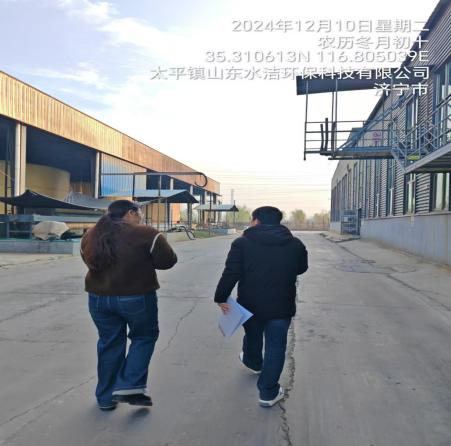 2024年12月10日星期二
农历冬月初十
35.310613N 116.805039E
太平镇山东水洁环保科技有限公司
济宁市